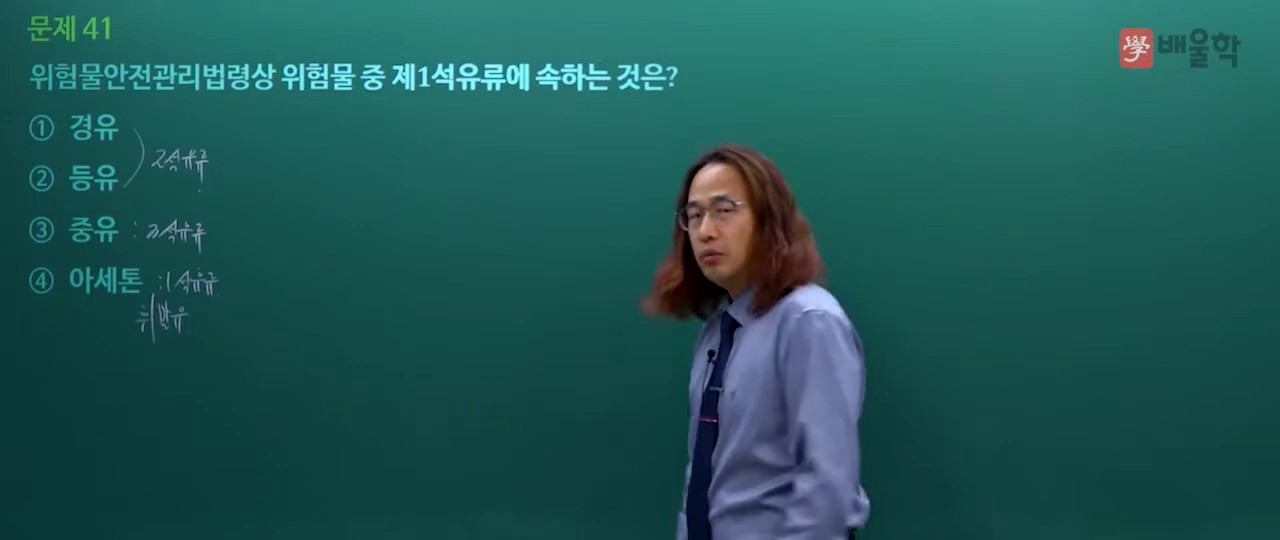 문제 41
學 배울학
위험물안전관리법령상 위험물 중 제1석유류에 속하는 것은?
① 경유
2석유류
② 등유
③ 중유 : 3석유류
④ 아세톤 : 1석유류
휘발유